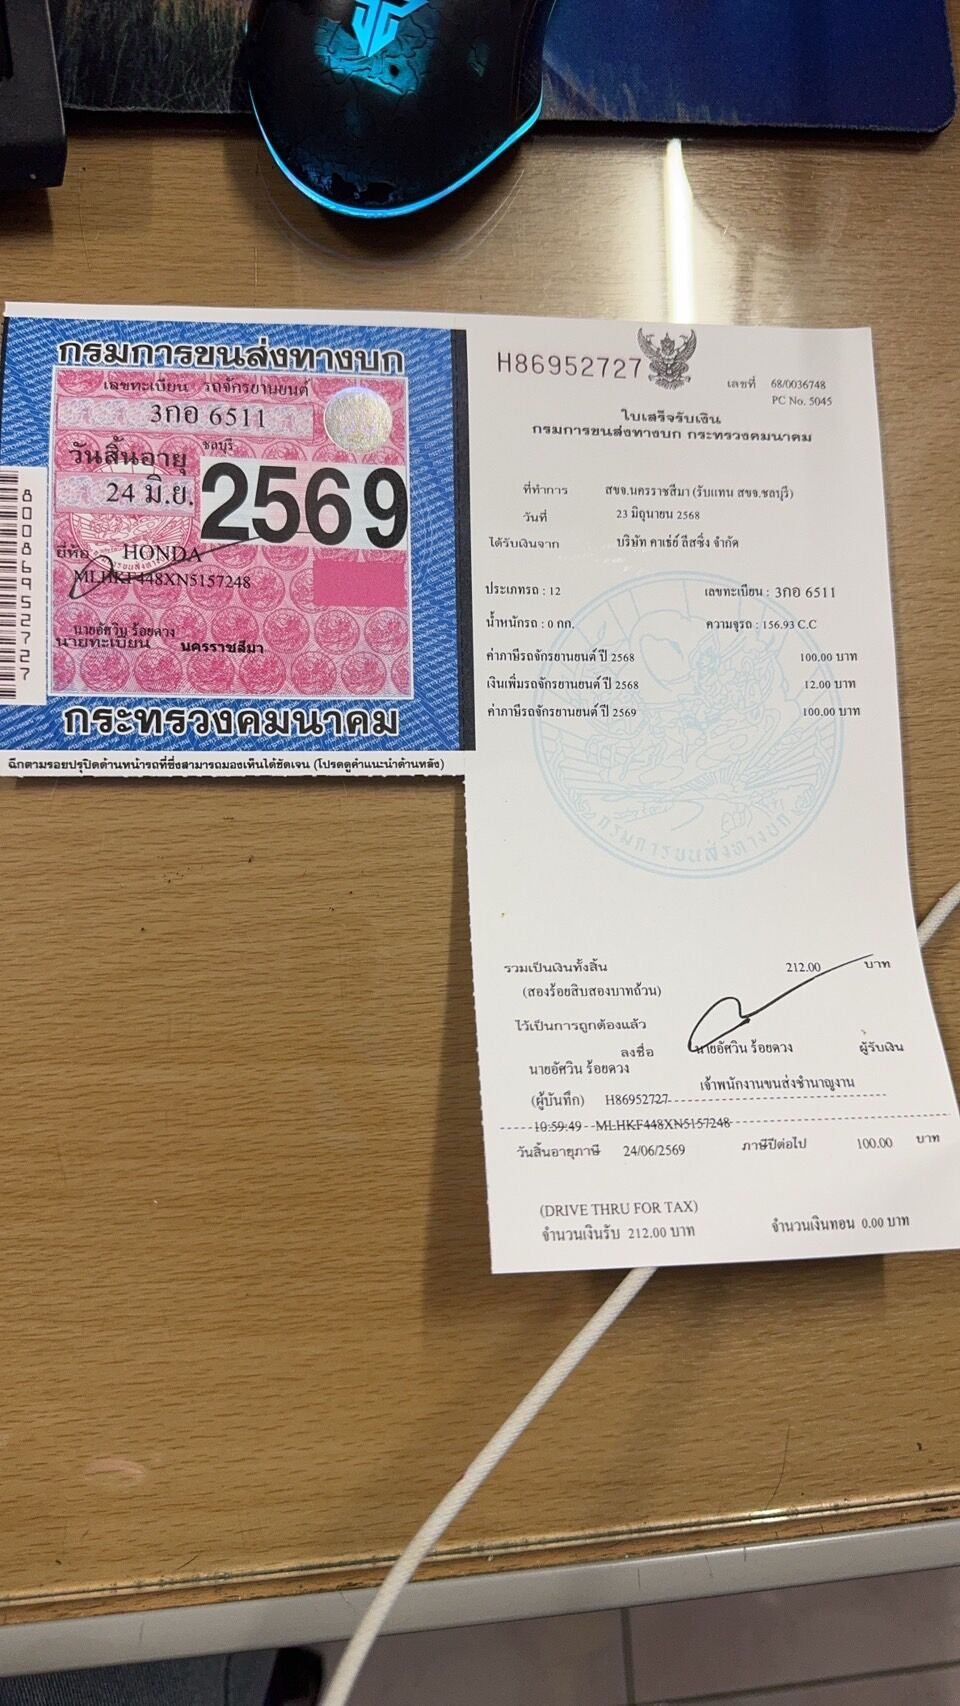 กรมการขนส่งทางบก
เลขทะเบียน รถจักรยานยนต์
3กอ 6511
ชลบุรี
วันสิ้นอายุ
24 มิ.ย.
2569
ยี่ห้อ HONDA
MLHKF448XN5157248
นายอัศวิน ร้อยดวง
นายทะเบียน นครราชสีมา
กระทรวงคมนาคม
ฉีกตามรอยปรุปิดด้านหน้ารถที่ซึ่งสามารถมองเห็นได้ชัดเจน (โปรดดูคำแนะนำด้านหลัง)
80086952727
H86952727
เลขที่ 68/0036748
PC No. 5045
ใบเสร็จรับเงิน
กรมการขนส่งทางบก กระทรวงคมนาคม
ที่ทำการ สขจ.นครราชสีมา (รับแทน สขจ.ชลบุรี)
วันที่ 23 มิถุนายน 2568
ได้รับเงินจาก บริษัท คาเธ่ย์ ลีสซิ่ง จำกัด
ประเภทรถ : 12 เลขทะเบียน : 3กอ 6511
น้ำหนักรถ : 0 กก. ความจุรถ : 156.93 C.C
ค่าภาษีรถจักรยานยนต์ ปี 2568 100.00 บาท
เงินเพิ่มรถจักรยานยนต์ ปี 2568 12.00 บาท
ค่าภาษีรถจักรยานยนต์ ปี 2569 100.00 บาท
กรมการขนส่งทางบก
รวมเป็นเงินทั้งสิ้น 212.00 บาท
(สองร้อยสิบสองบาทถ้วน)
ไว้เป็นการถูกต้องแล้ว
ลงชื่อ นายอัศวิน ร้อยดวง ผู้รับเงิน
นายอัศวิน ร้อยดวง
เจ้าพนักงานขนส่งชำนาญงาน
(ผู้บันทึก) H86952727
10:59:49 MLHKF448XN5157248
วันสิ้นอายุภาษี 24/06/2569 ภาษีปีต่อไป 100.00 บาท
(DRIVE THRU FOR TAX)
จำนวนเงินรับ 212.00 บาท จำนวนเงินทอน 0.00 บาท